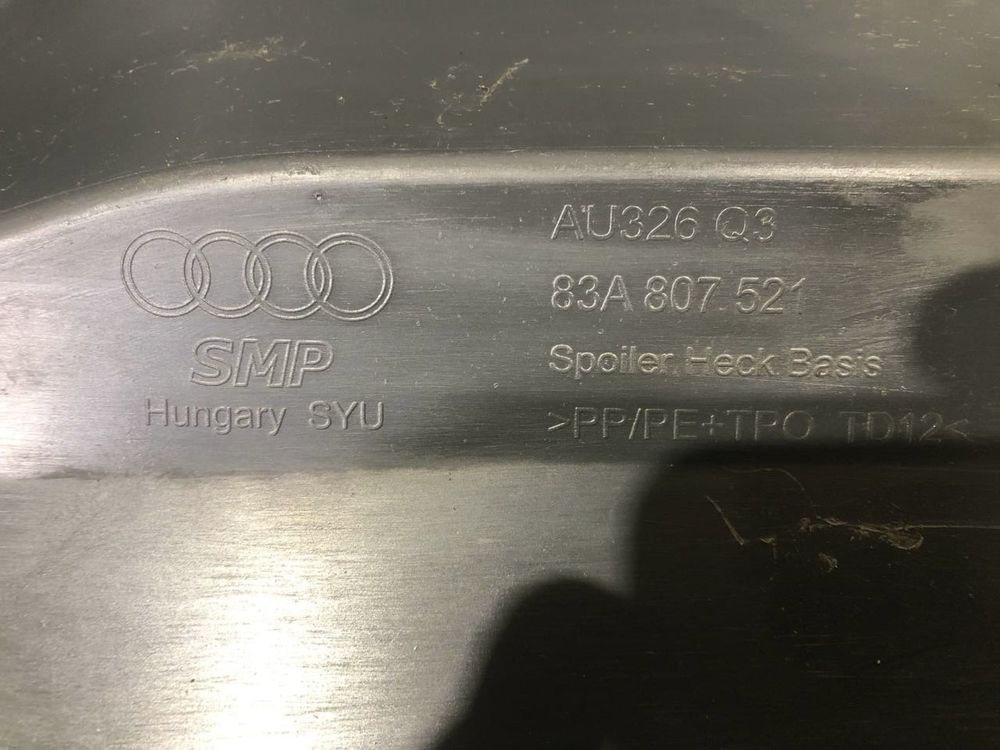 SMP
Hungary SYU
AU326 Q3
83A 807 521
Spoiler Heck Basis
>PP/PE+TPO TD12<